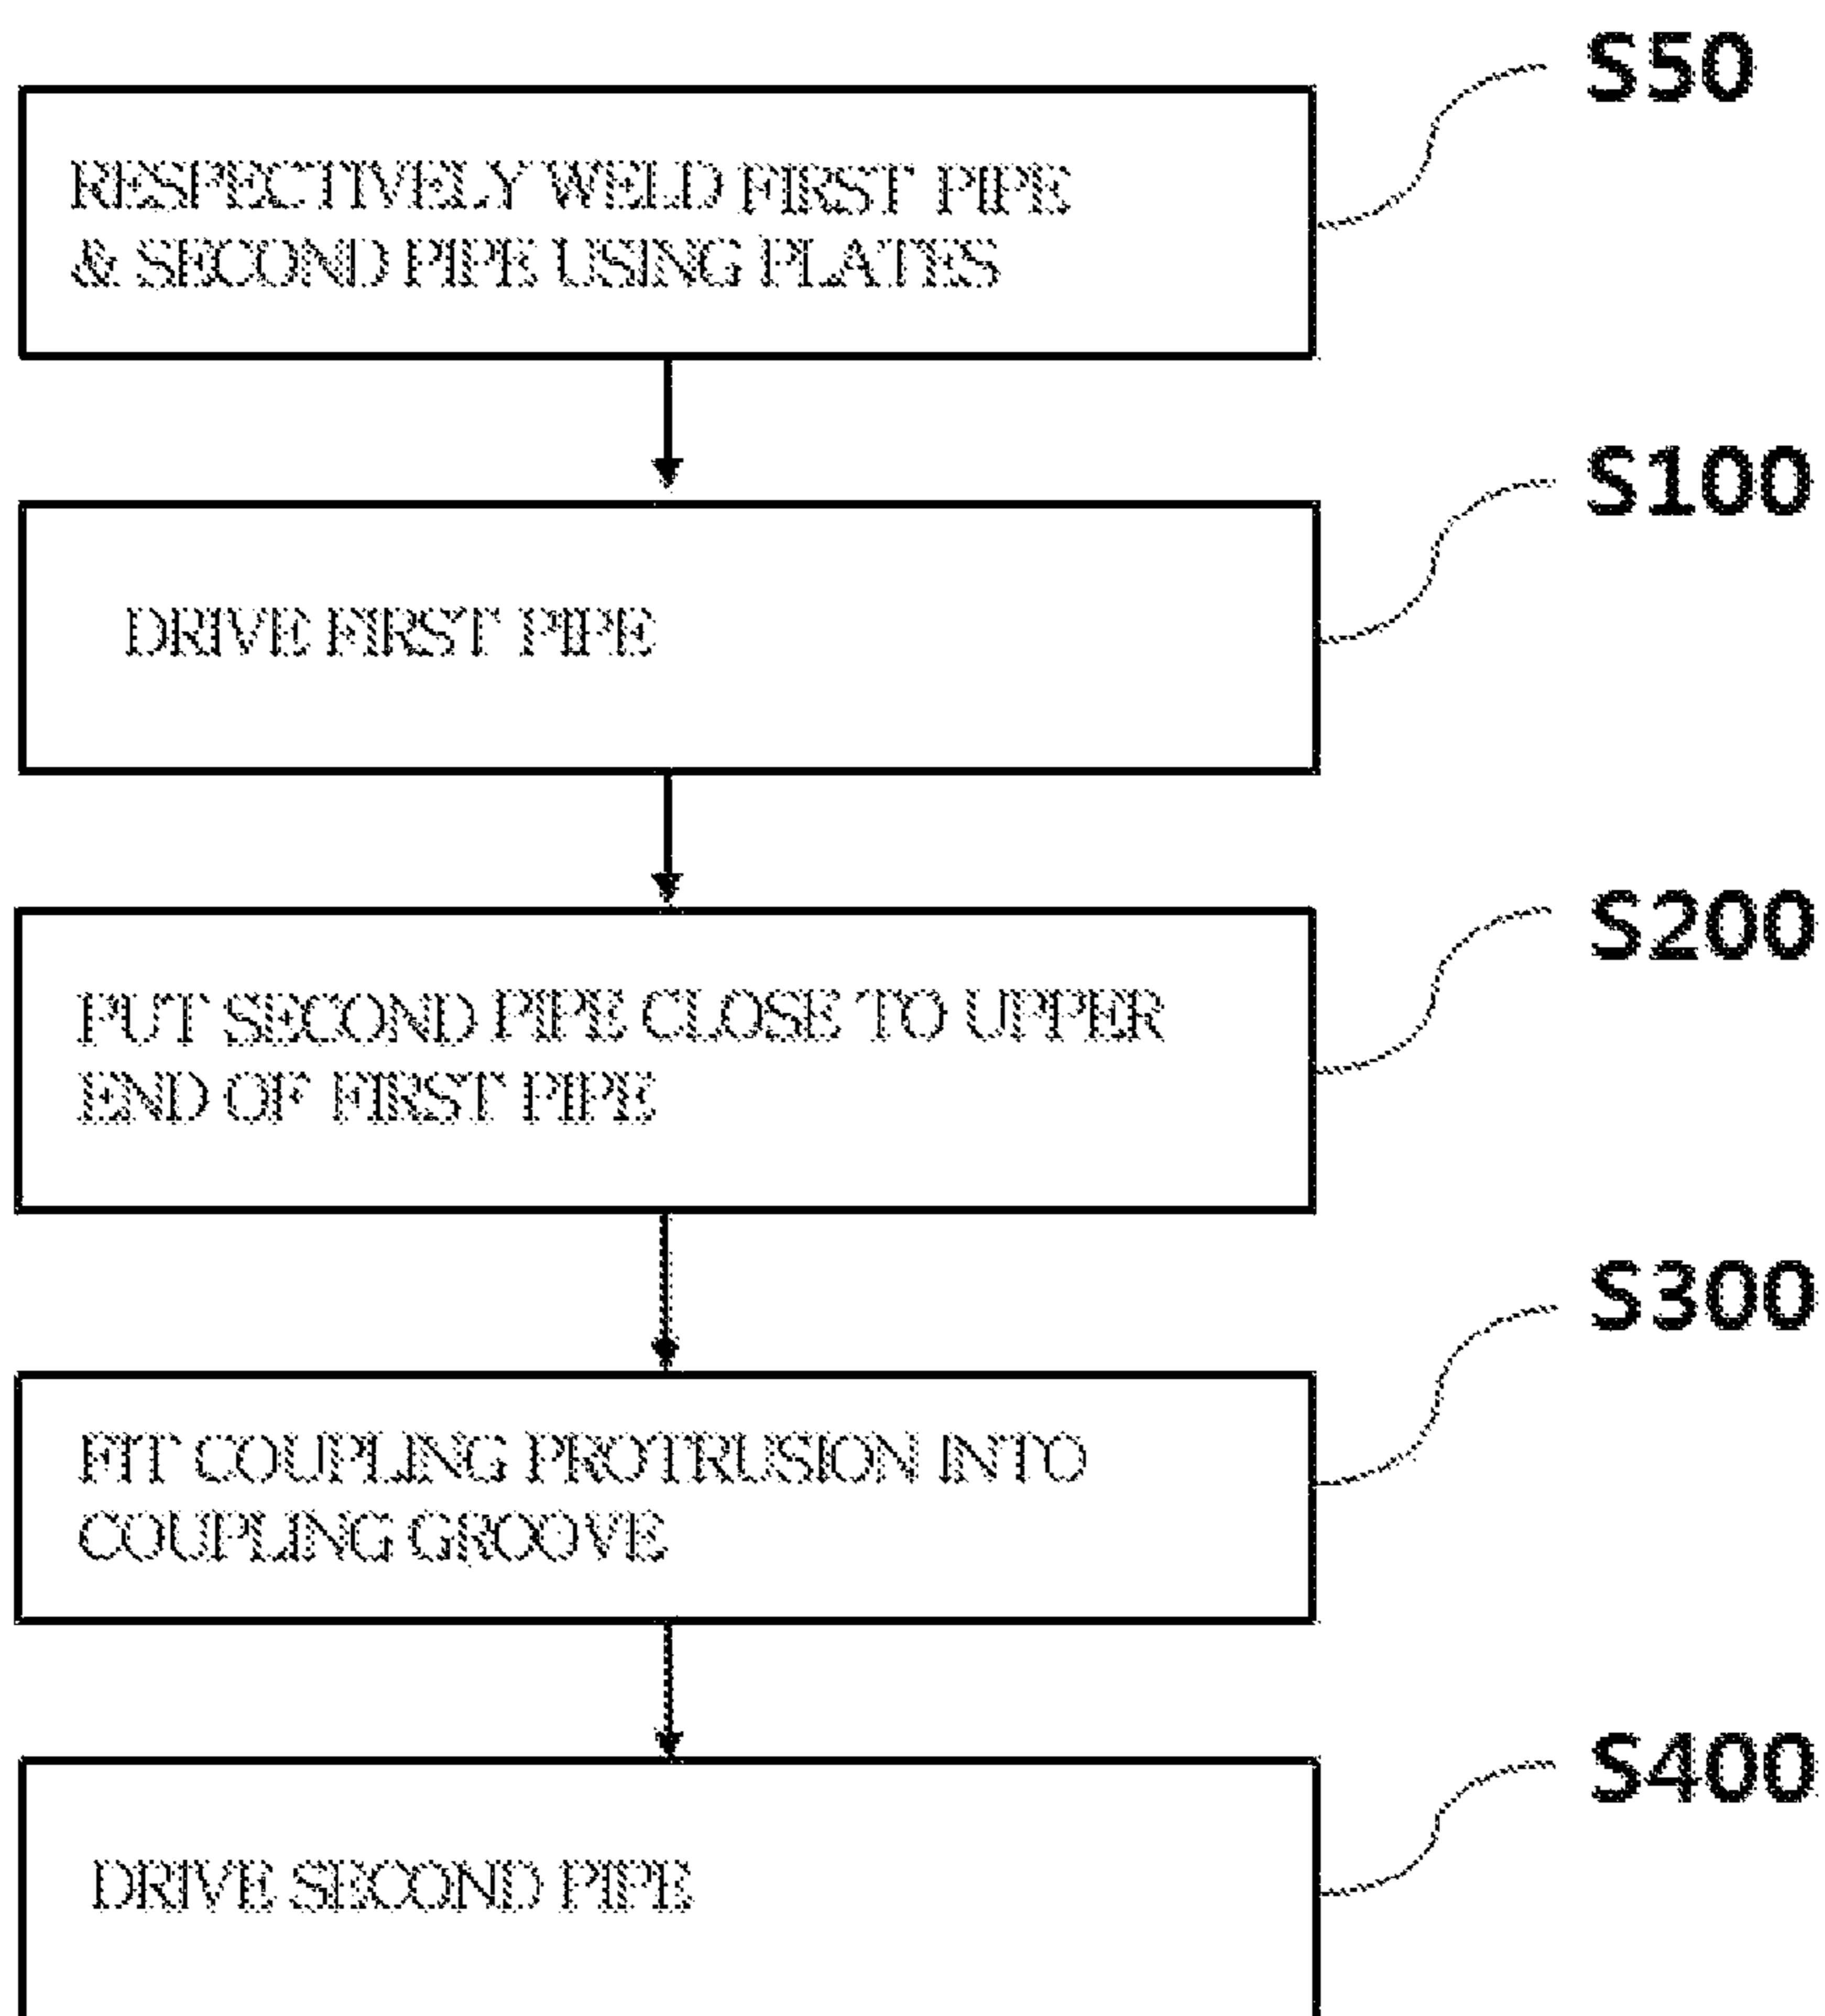 S50
RESPECTIVELY WELD FIRST PIPE
& SECOND PIPE USING PLATES
S100
DRIVE FIRST PIPE
S200
PUT SECOND PIPE CLOSE TO UPPER
END OF FIRST PIPE
S300
FIT COUPLING PROTRUSION INTO
COUPLING GROOVE
S400
DRIVE SECOND PIPE